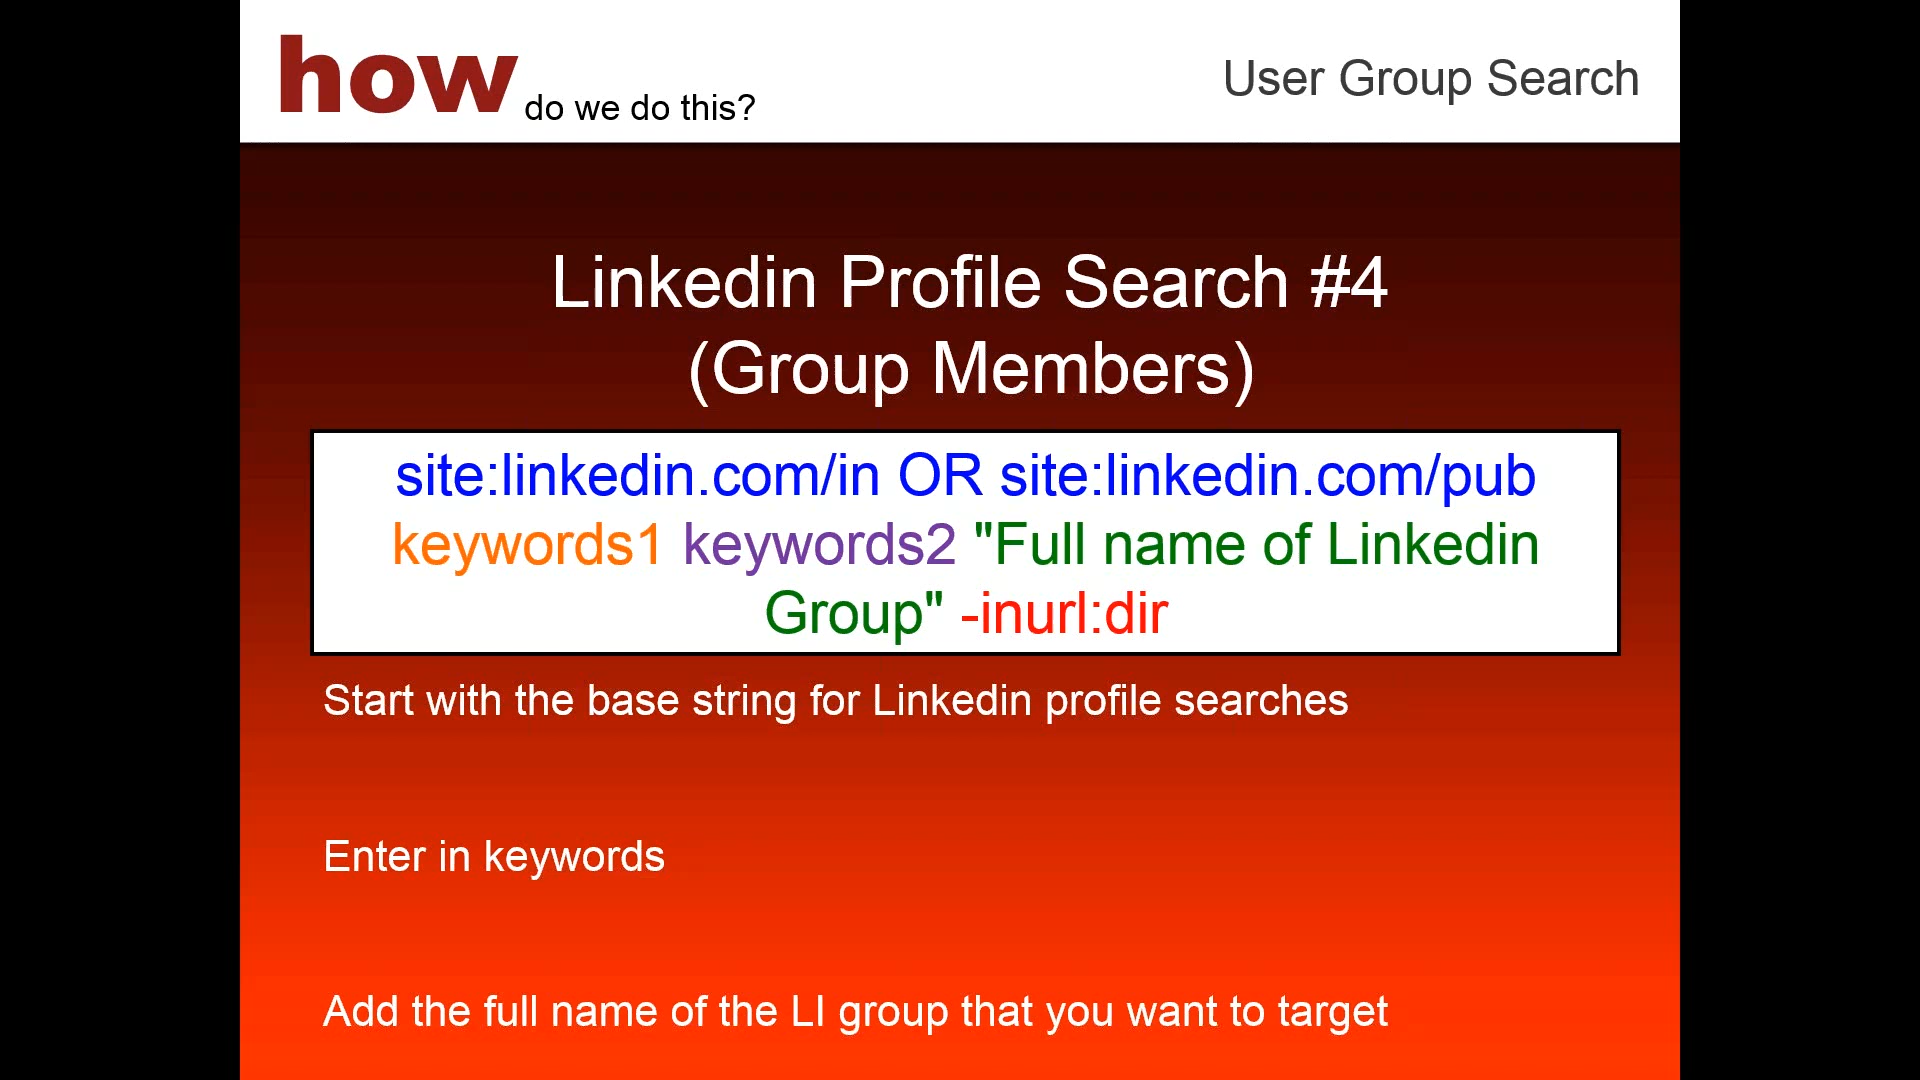 how do we do this?
User Group Search
Linkedin Profile Search #4
(Group Members)
site:linkedin.com/in OR site:linkedin.com/pub
keywords1 keywords2 "Full name of Linkedin
Group" -inurl:dir
Start with the base string for Linkedin profile searches
Enter in keywords
Add the full name of the LI group that you want to target